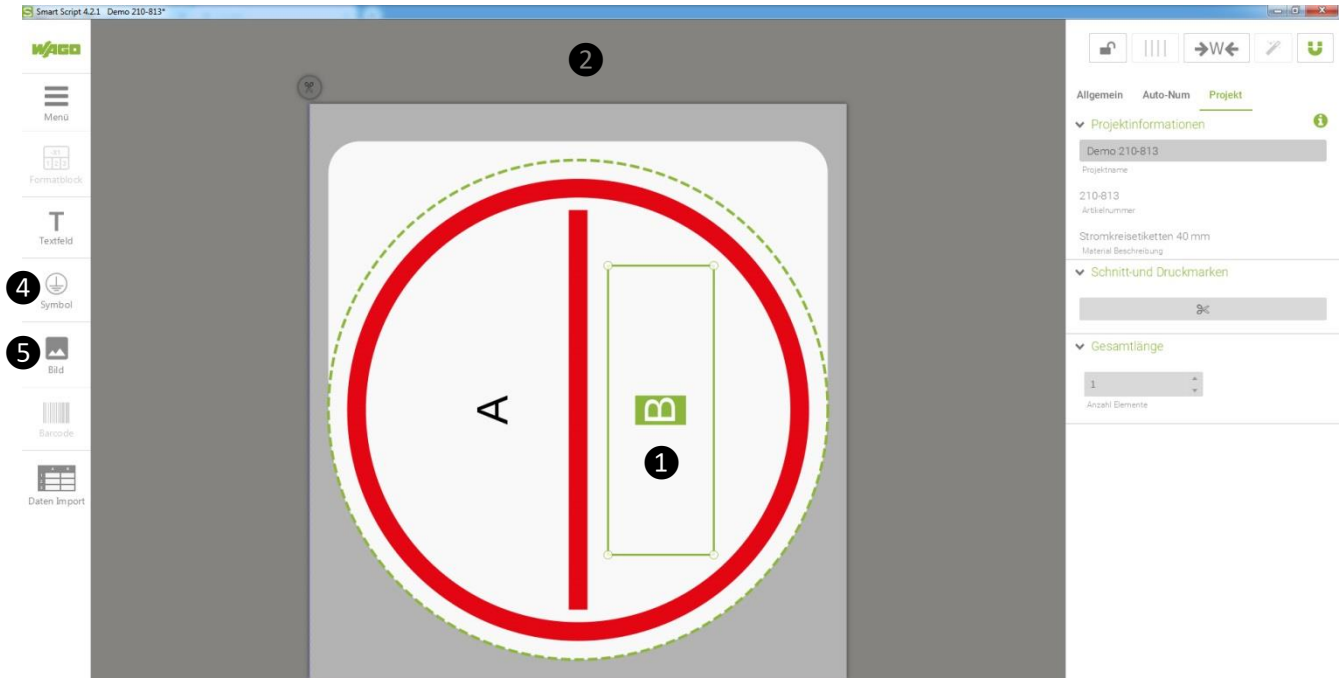 Smart Script 4.2.1 Demo 210-813*
WAGO
Menü
Formatblock
T
Textfeld
4
Symbol
5
Bild
Barcode
Daten Import
2
A
B
1
W
Allgemein Auto-Num Projekt
Projektinformationen
Demo 210-813
Projektname
210-813
Artikelnummer
Stromkreisetiketten 40 mm
Material Beschreibung
Schnitt-und Druckmarken
Gesamtlänge
1
Anzahl Elemente